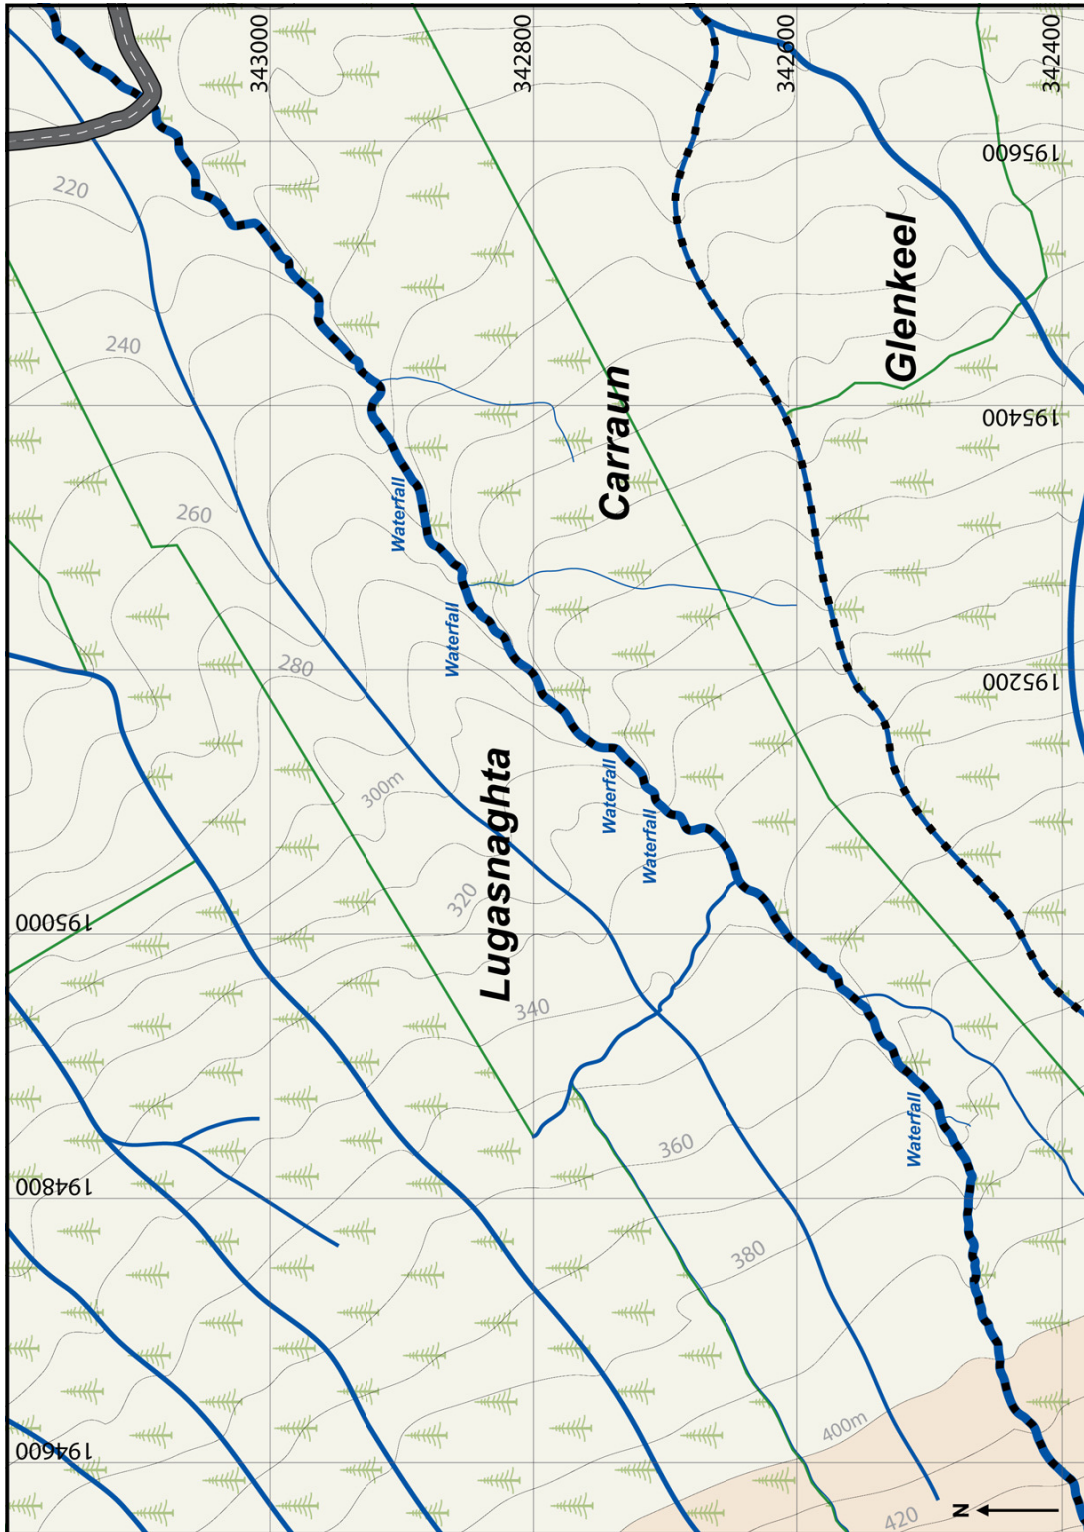 194600
194800
195000
220
240
260
343000
280
300m
Waterfall
Waterfall
320
Lugasnaghta
340
342800
Waterfall
Carraun
Waterfall
360
380
342600
400m
420
Glenkeel
Waterfall
N
195200
195400
195600
342400